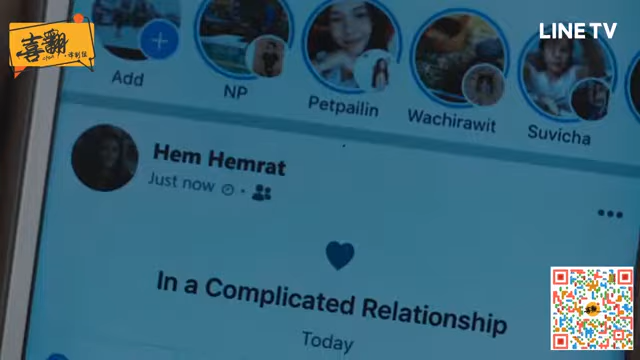 喜翻
LINE TV
Add
NP
Petpailin
Wachirawit
Suvicha
Hem Hemrat
Just now
In a Complicated Relationship
Today